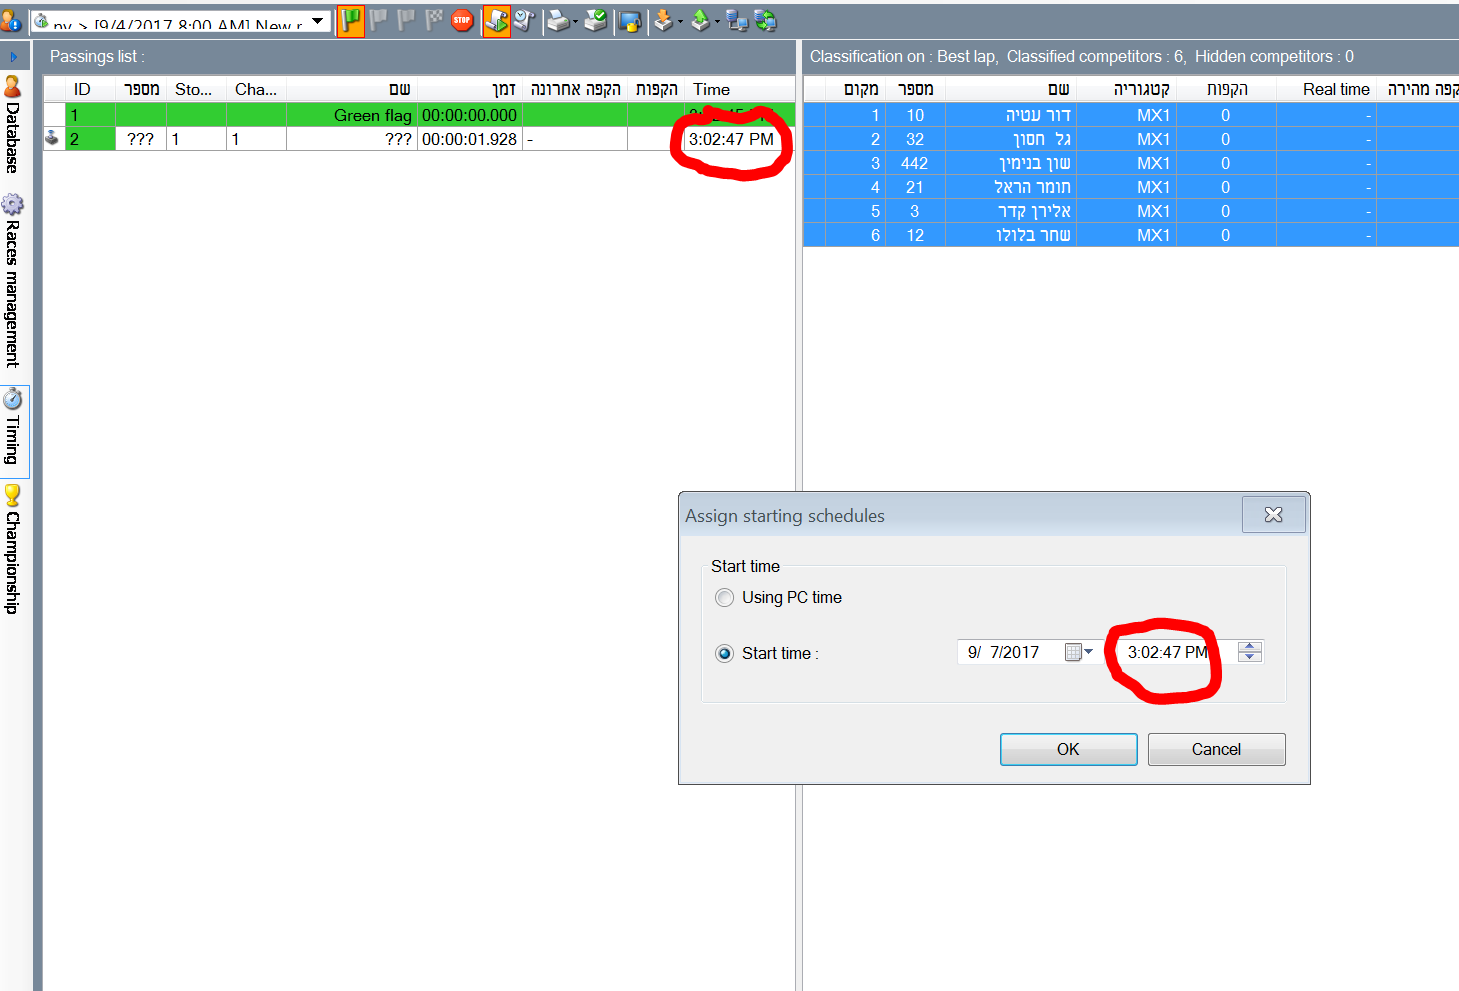 [9/4/2017 8:00 AM] New r
STOP
Passings list :
ID מספר Sto... Cha... שם זמן הקפה אחרונה הקפות Time
1 Green flag 00:00:00.000
2 ??? 1 1 ??? 00:00:01.928 - 3:02:47 PM
Classification on : Best lap, Classified competitors : 6, Hidden competitors : 0
מקום מספר שם קטגוריה הקפות Real time קפה מהירה
1 10 דור עטיה MX1 0 -
2 32 גל חסון MX1 0 -
3 442 שון בנימין MX1 0 -
4 21 תומר הראל MX1 0 -
5 3 אלירן קדר MX1 0 -
6 12 שחר בלולו MX1 0 -
Database
Races management
Timing
Championship
Assign starting schedules
Start time
Using PC time
Start time : 9/ 7/2017 3:02:47 PM
OK Cancel